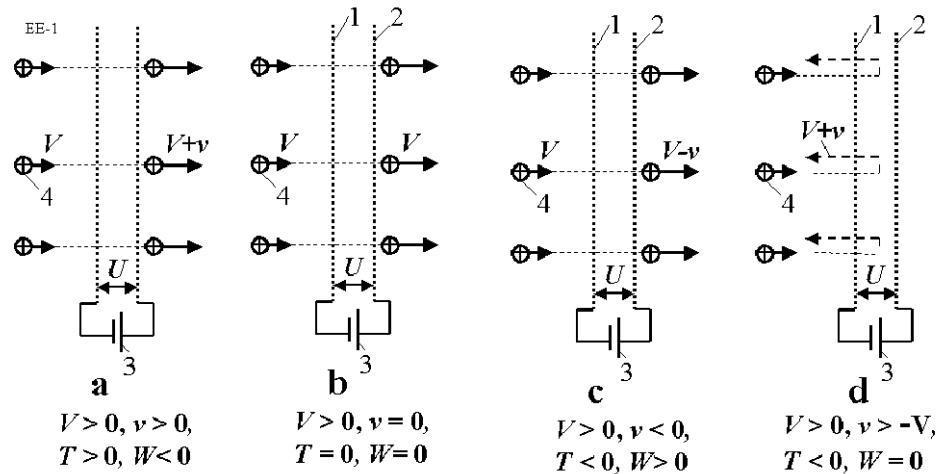 EE-1
1 2
1 2
1 2
V V+v
V V
V V-v
V+v
4
4
4
4
U
U
U
U
3
3
3
3
a
b
c
d
V > 0, v > 0,
T > 0, W < 0
V > 0, v = 0,
T = 0, W = 0
V > 0, v < 0,
T < 0, W > 0
V > 0, v > -V,
T < 0, W = 0